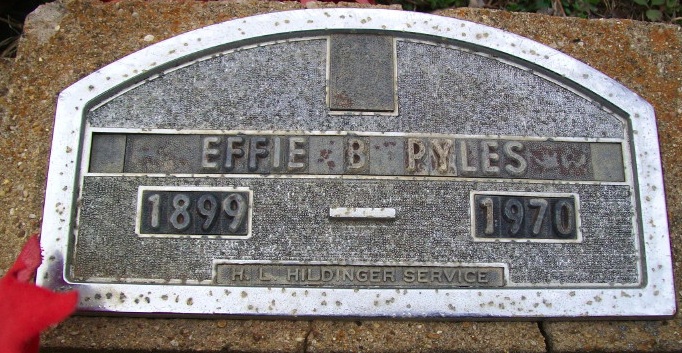 EFFIE B PYLES
1899 — 1970
H. L. HILDINGER SERVICE